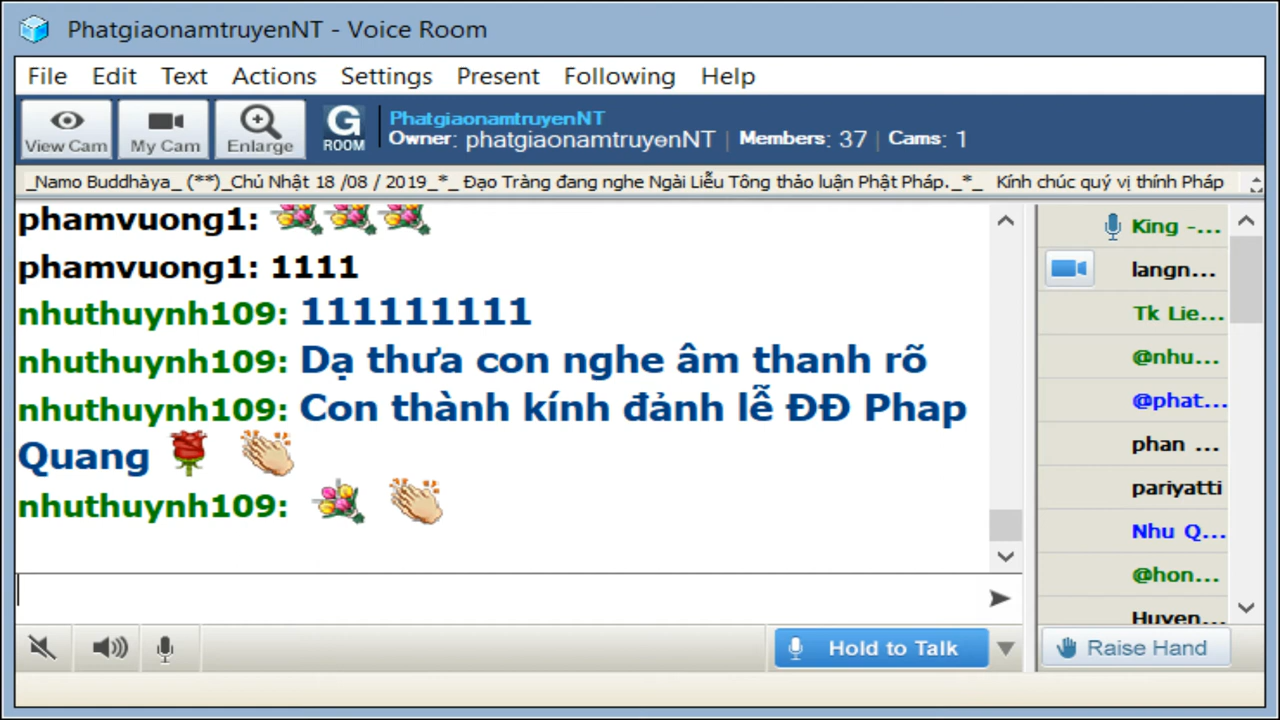 PhatgiaonamtruyenNT - Voice Room
File Edit Text Actions Settings Present Following Help
View Cam My Cam Enlarge G ROOM
PhatgiaonamtruyenNT
Owner: phatgiaonamtruyenNT | Members: 37 | Cams: 1
_Namo Buddhàya_ (**)_Chủ Nhật 18 /08 / 2019_*_ Đạo Tràng đang nghe Ngài Liễu Tông thảo luận Phật Pháp._*_ Kính chúc quý vị thính Pháp
phamvuong1:
phamvuong1: 1111
nhuthuynh109: 111111111
nhuthuynh109: Dạ thưa con nghe âm thanh rõ
nhuthuynh109: Con thành kính đảnh lễ ĐĐ Phap
Quang
nhuthuynh109:
King -...
langn...
Tk Lie...
@nhu...
@phat...
phan ...
pariyatti
Nhu Q...
@hon...
Huyen...
Hold to Talk
Raise Hand